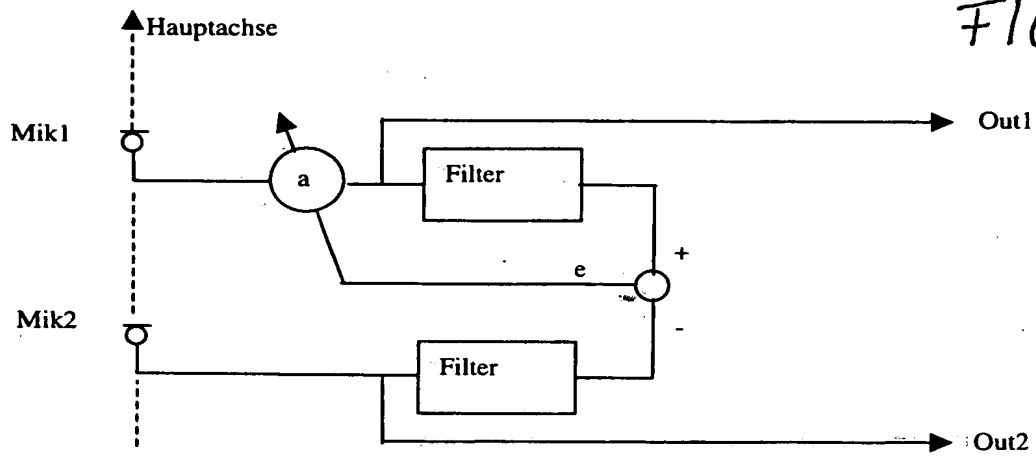 Hauptachse
Mik1
Out1
a
Filter
+
e
Mik2
-
Filter
Out2